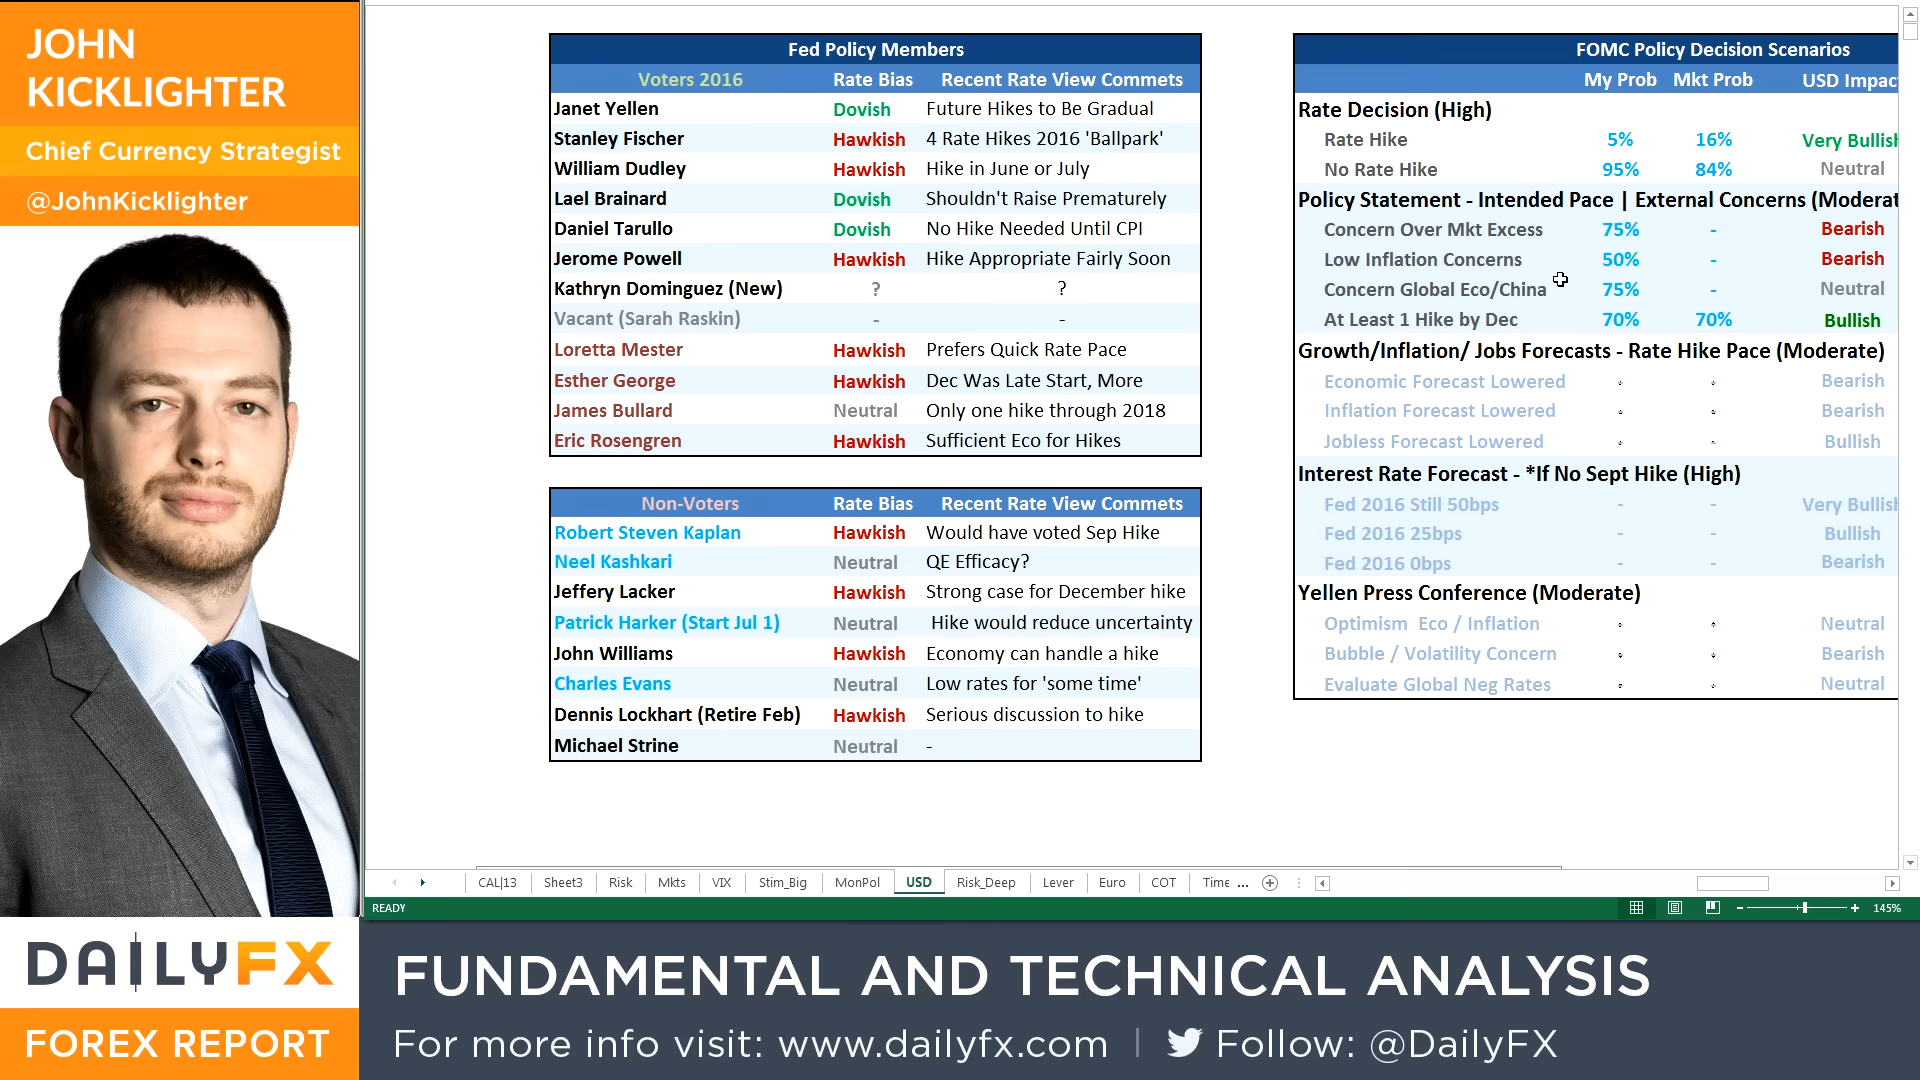 JOHN
KICKLIGHTER
Chief Currency Strategist
@JohnKicklighter
Fed Policy Members
Voters 2016 Rate Bias Recent Rate View Commets
Janet Yellen Dovish Future Hikes to Be Gradual
Stanley Fischer Hawkish 4 Rate Hikes 2016 'Ballpark'
William Dudley Hawkish Hike in June or July
Lael Brainard Dovish Shouldn't Raise Prematurely
Daniel Tarullo Dovish No Hike Needed Until CPI
Jerome Powell Hawkish Hike Appropriate Fairly Soon
Kathryn Dominguez (New) ? ?
Vacant (Sarah Raskin) - -
Loretta Mester Hawkish Prefers Quick Rate Pace
Esther George Hawkish Dec Was Late Start, More
James Bullard Neutral Only one hike through 2018
Eric Rosengren Hawkish Sufficient Eco for Hikes
Non-Voters Rate Bias Recent Rate View Commets
Robert Steven Kaplan Hawkish Would have voted Sep Hike
Neel Kashkari Neutral QE Efficacy?
Jeffery Lacker Hawkish Strong case for December hike
Patrick Harker (Start Jul 1) Neutral Hike would reduce uncertainty
John Williams Hawkish Economy can handle a hike
Charles Evans Neutral Low rates for 'some time'
Dennis Lockhart (Retire Feb) Hawkish Serious discussion to hike
Michael Strine Neutral -
FOMC Policy Decision Scenarios
My Prob Mkt Prob USD Impac
Rate Decision (High)
Rate Hike 5% 16% Very Bullish
No Rate Hike 95% 84% Neutral
Policy Statement - Intended Pace | External Concerns (Moderat
Concern Over Mkt Excess 75% - Bearish
Low Inflation Concerns 50% - Bearish
Concern Global Eco/China 75% - Neutral
At Least 1 Hike by Dec 70% 70% Bullish
Growth/Inflation/ Jobs Forecasts - Rate Hike Pace (Moderate)
Economic Forecast Lowered - - Bearish
Inflation Forecast Lowered - - Bearish
Jobless Forecast Lowered - - Bullish
Interest Rate Forecast - *If No Sept Hike (High)
Fed 2016 Still 50bps - - Very Bullish
Fed 2016 25bps - - Bullish
Fed 2016 0bps - - Bearish
Yellen Press Conference (Moderate)
Optimism Eco / Inflation - - Neutral
Bubble / Volatility Concern - - Bearish
Evaluate Global Neg Rates - - Neutral
CAL|13 Sheet3 Risk Mkts VIX Stim_Big MonPol USD Risk_Deep Lever Euro COT Time ...
READY 145%
DAILYFX
FOREX REPORT
FUNDAMENTAL AND TECHNICAL ANALYSIS
For more info visit: www.dailyfx.com | Follow: @DailyFX